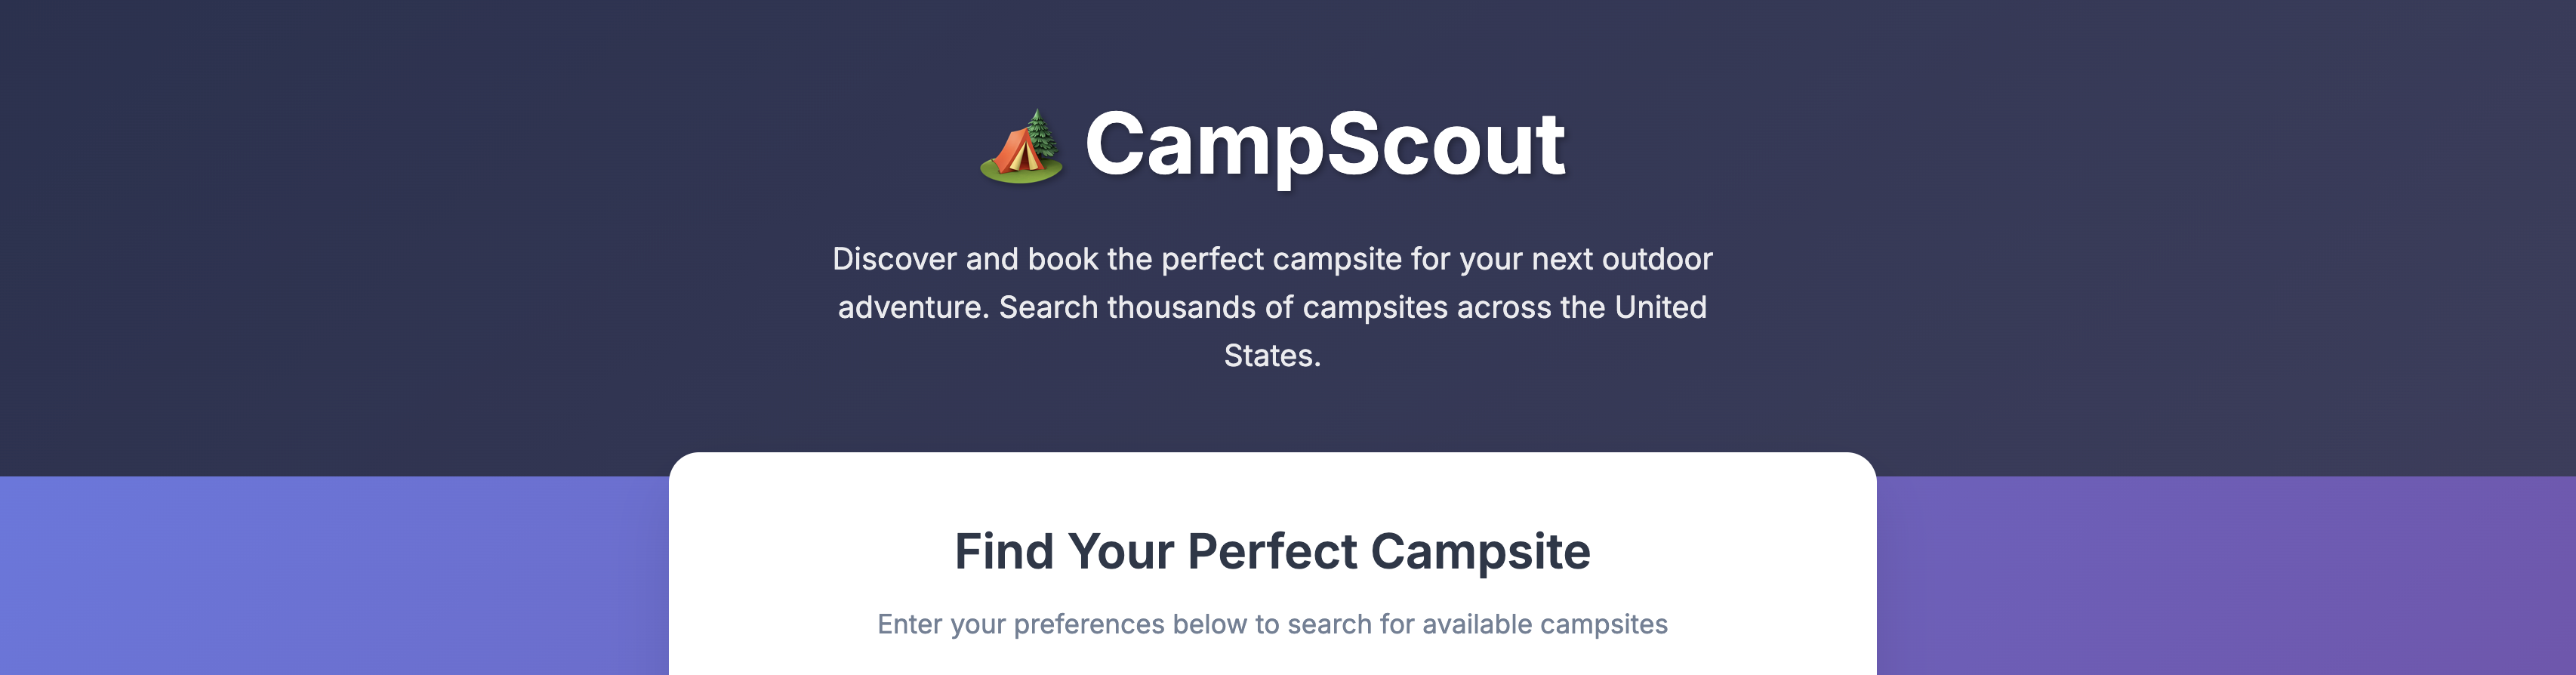 CampScout
Discover and book the perfect campsite for your next outdoor
adventure. Search thousands of campsites across the United
States.
Find Your Perfect Campsite
Enter your preferences below to search for available campsites